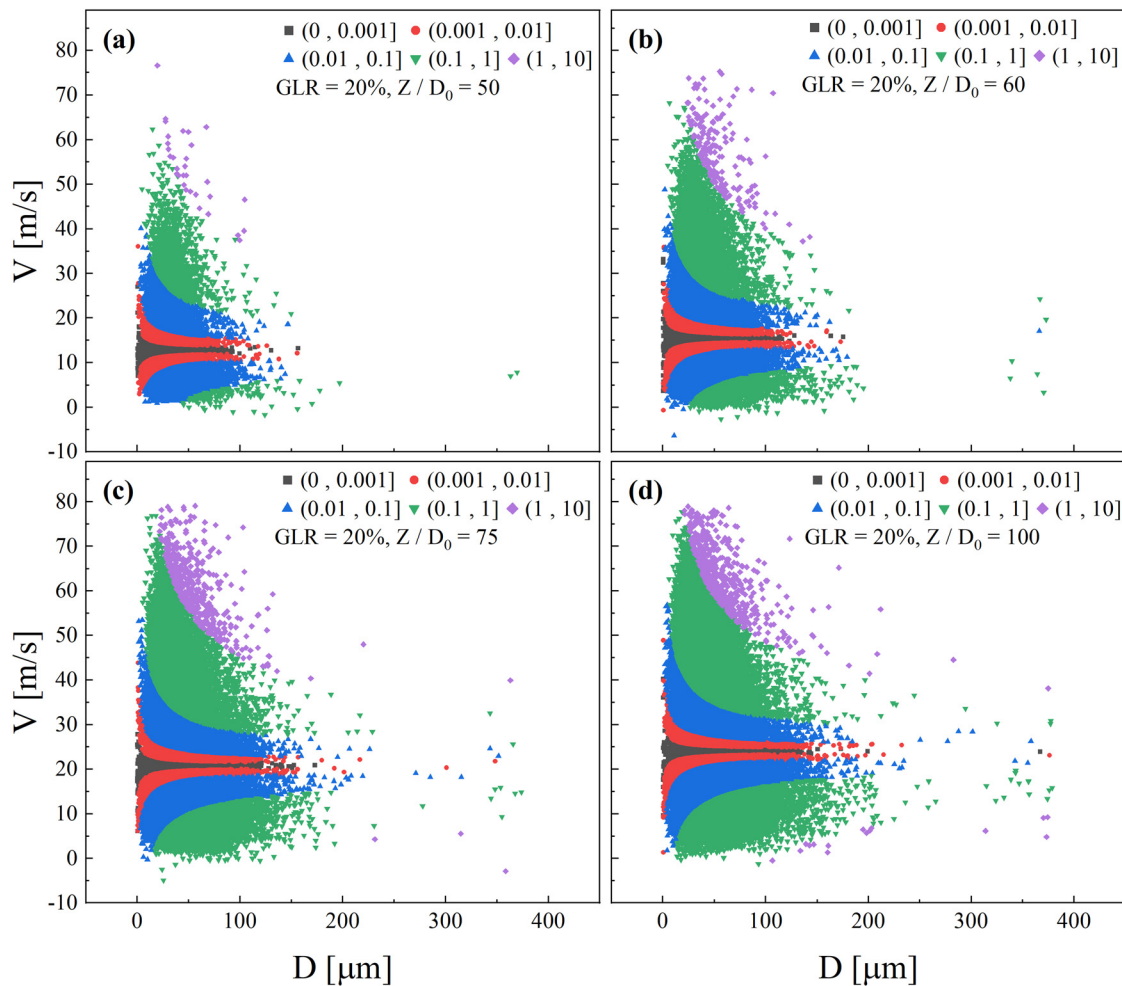 (a) (0 , 0.001] (0.001 , 0.01]
(0.01 , 0.1] (0.1 , 1] (1 , 10]
GLR = 20%, Z / D₀ = 50
(b) (0 , 0.001] (0.001 , 0.01]
(0.01 , 0.1] (0.1 , 1] (1 , 10]
GLR = 20%, Z / D₀ = 60
80
70
60
50
40
30
20
10
0
-10
V [m/s]
(c) (0 , 0.001] (0.001 , 0.01]
(0.01 , 0.1] (0.1 , 1] (1 , 10]
GLR = 20%, Z / D₀ = 75
(d) (0 , 0.001] (0.001 , 0.01]
(0.01 , 0.1] (0.1 , 1] (1 , 10]
GLR = 20%, Z / D₀ = 100
80
70
60
50
40
30
20
10
0
-10
V [m/s]
0 100 200 300 400
0 100 200 300 400
D [μm]
D [μm]